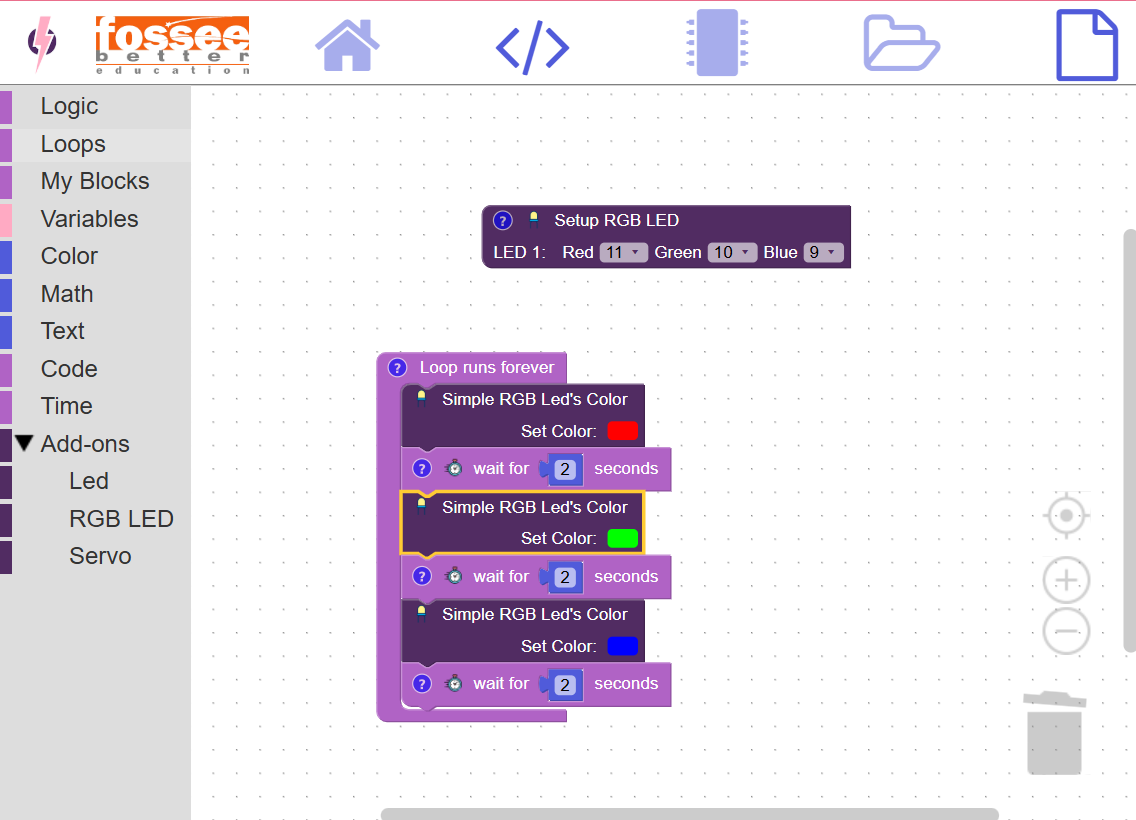 fossee
better
education
Logic
Loops
My Blocks
Variables
Color
Math
Text
Code
Time
Add-ons
Led
RGB LED
Servo
? Setup RGB LED
LED 1: Red 11 Green 10 Blue 9
? Loop runs forever
Simple RGB Led's Color
Set Color:
? wait for 2 seconds
Simple RGB Led's Color
Set Color:
? wait for 2 seconds
Simple RGB Led's Color
Set Color:
? wait for 2 seconds